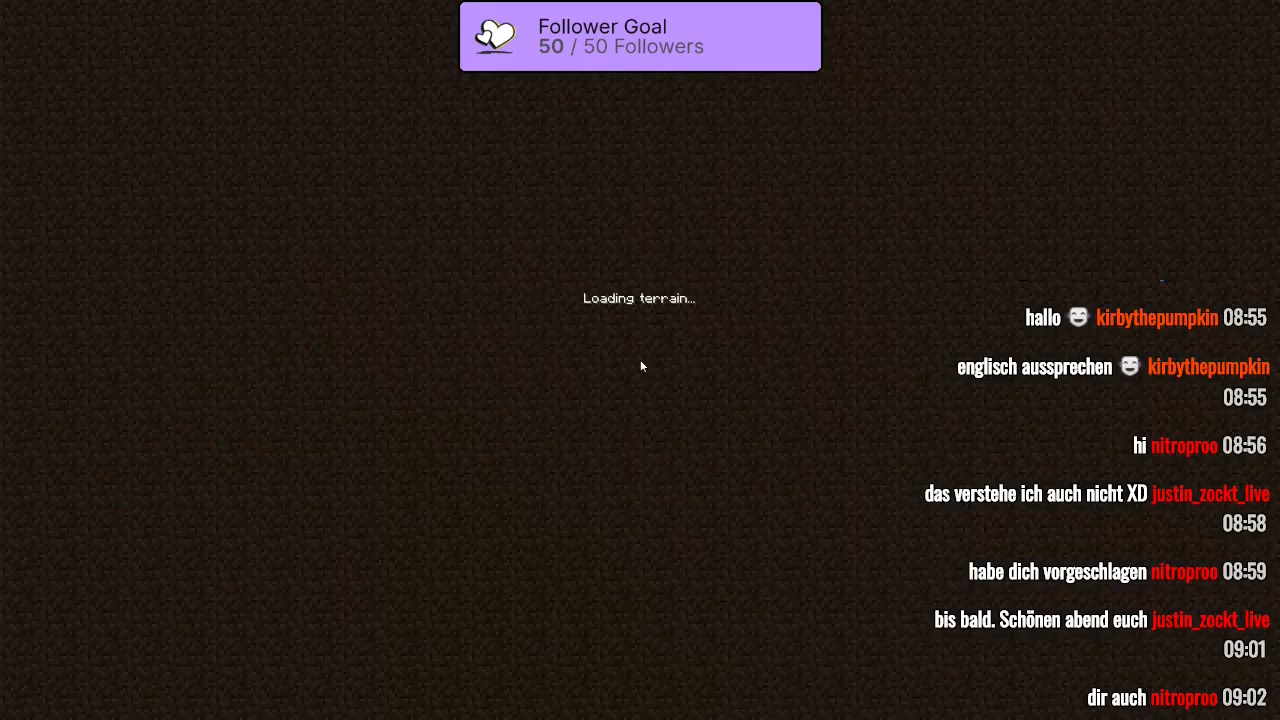 Follower Goal
50 / 50 Followers
Loading terrain...
hallo kirbythepumpkin 08:55
englisch aussprechen kirbythepumpkin
08:55
hi nitroproo 08:56
das verstehe ich auch nicht XD justin_zockt_live
08:58
habe dich vorgeschlagen nitroproo 08:59
bis bald. Schönen abend euch justin_zockt_live
09:01
dir auch nitroproo 09:02